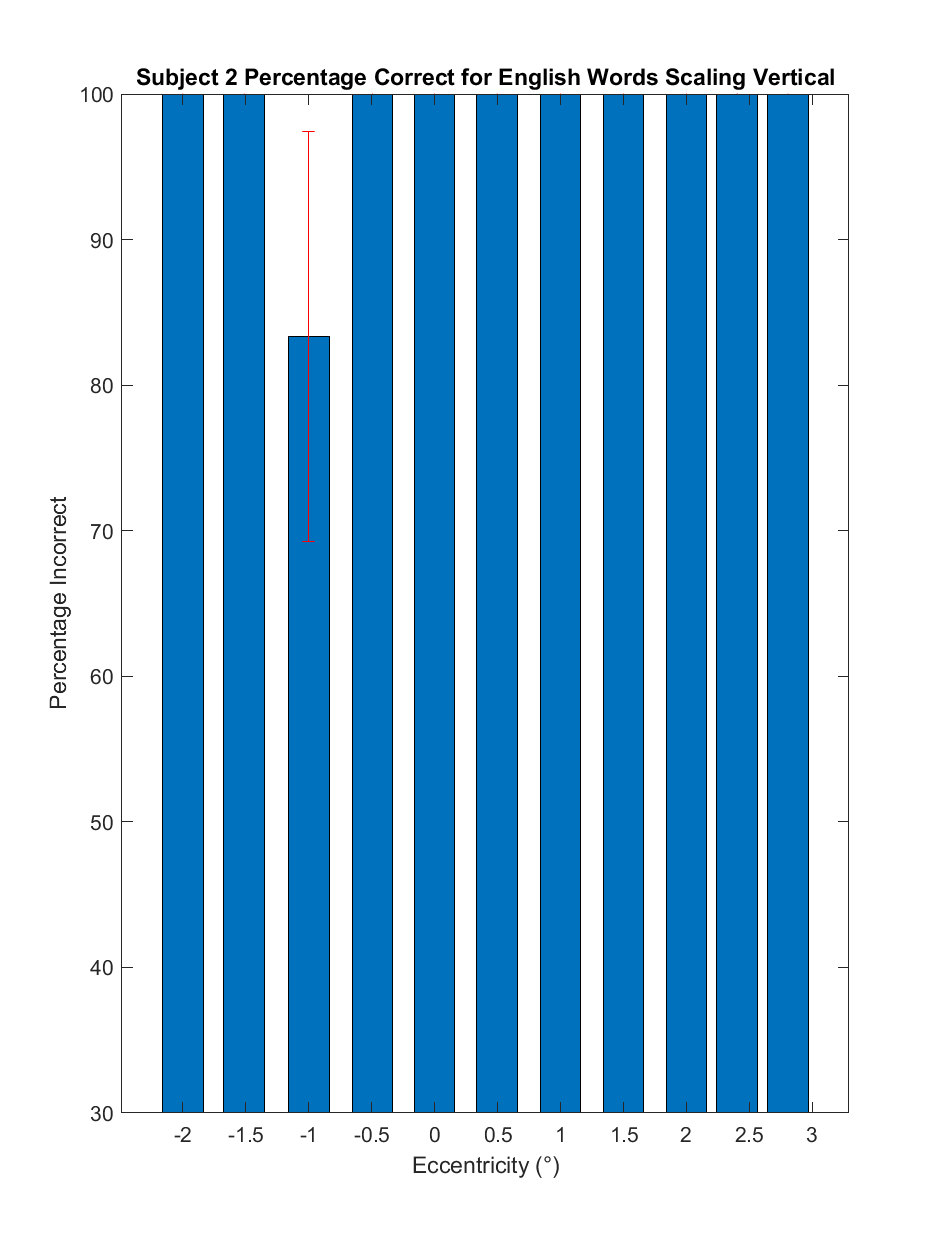 Subject 2 Percentage Correct for English Words Scaling Vertical
100
90
80
70
60
50
40
30
Percentage Incorrect
-2 -1.5 -1 -0.5 0 0.5 1 1.5 2 2.5 3
Eccentricity (°)